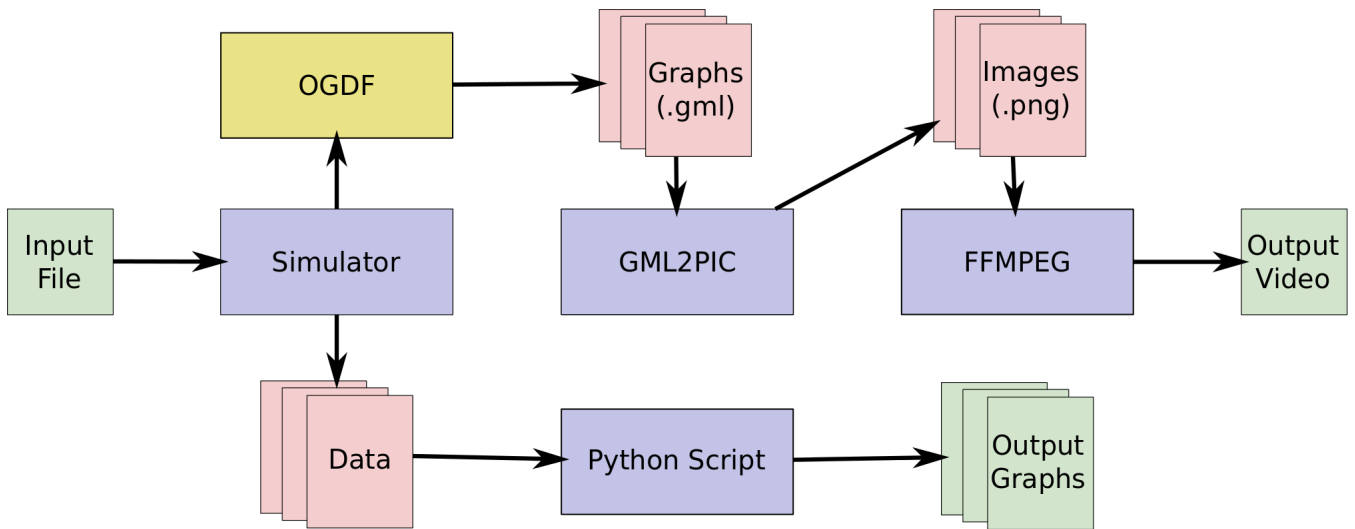 OGDF
Graphs
(.gml)
Images
(.png)
Input
File
Simulator
GML2PIC
FFMPEG
Output
Video
Data
Python Script
Output
Graphs